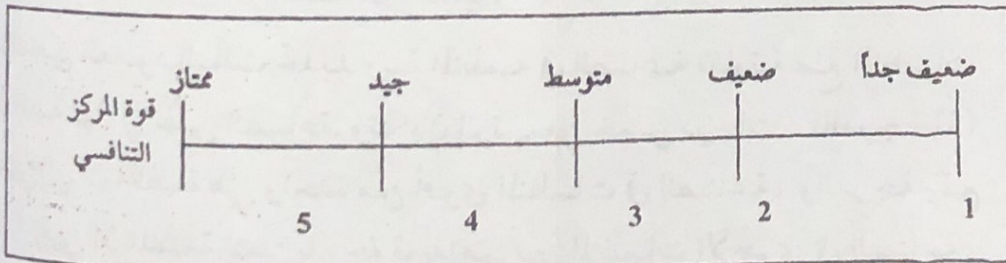 ضعيف جداً ضعيف متوسط جيد ممتاز
قوة المركز
التنافسي
1 2 3 4 5